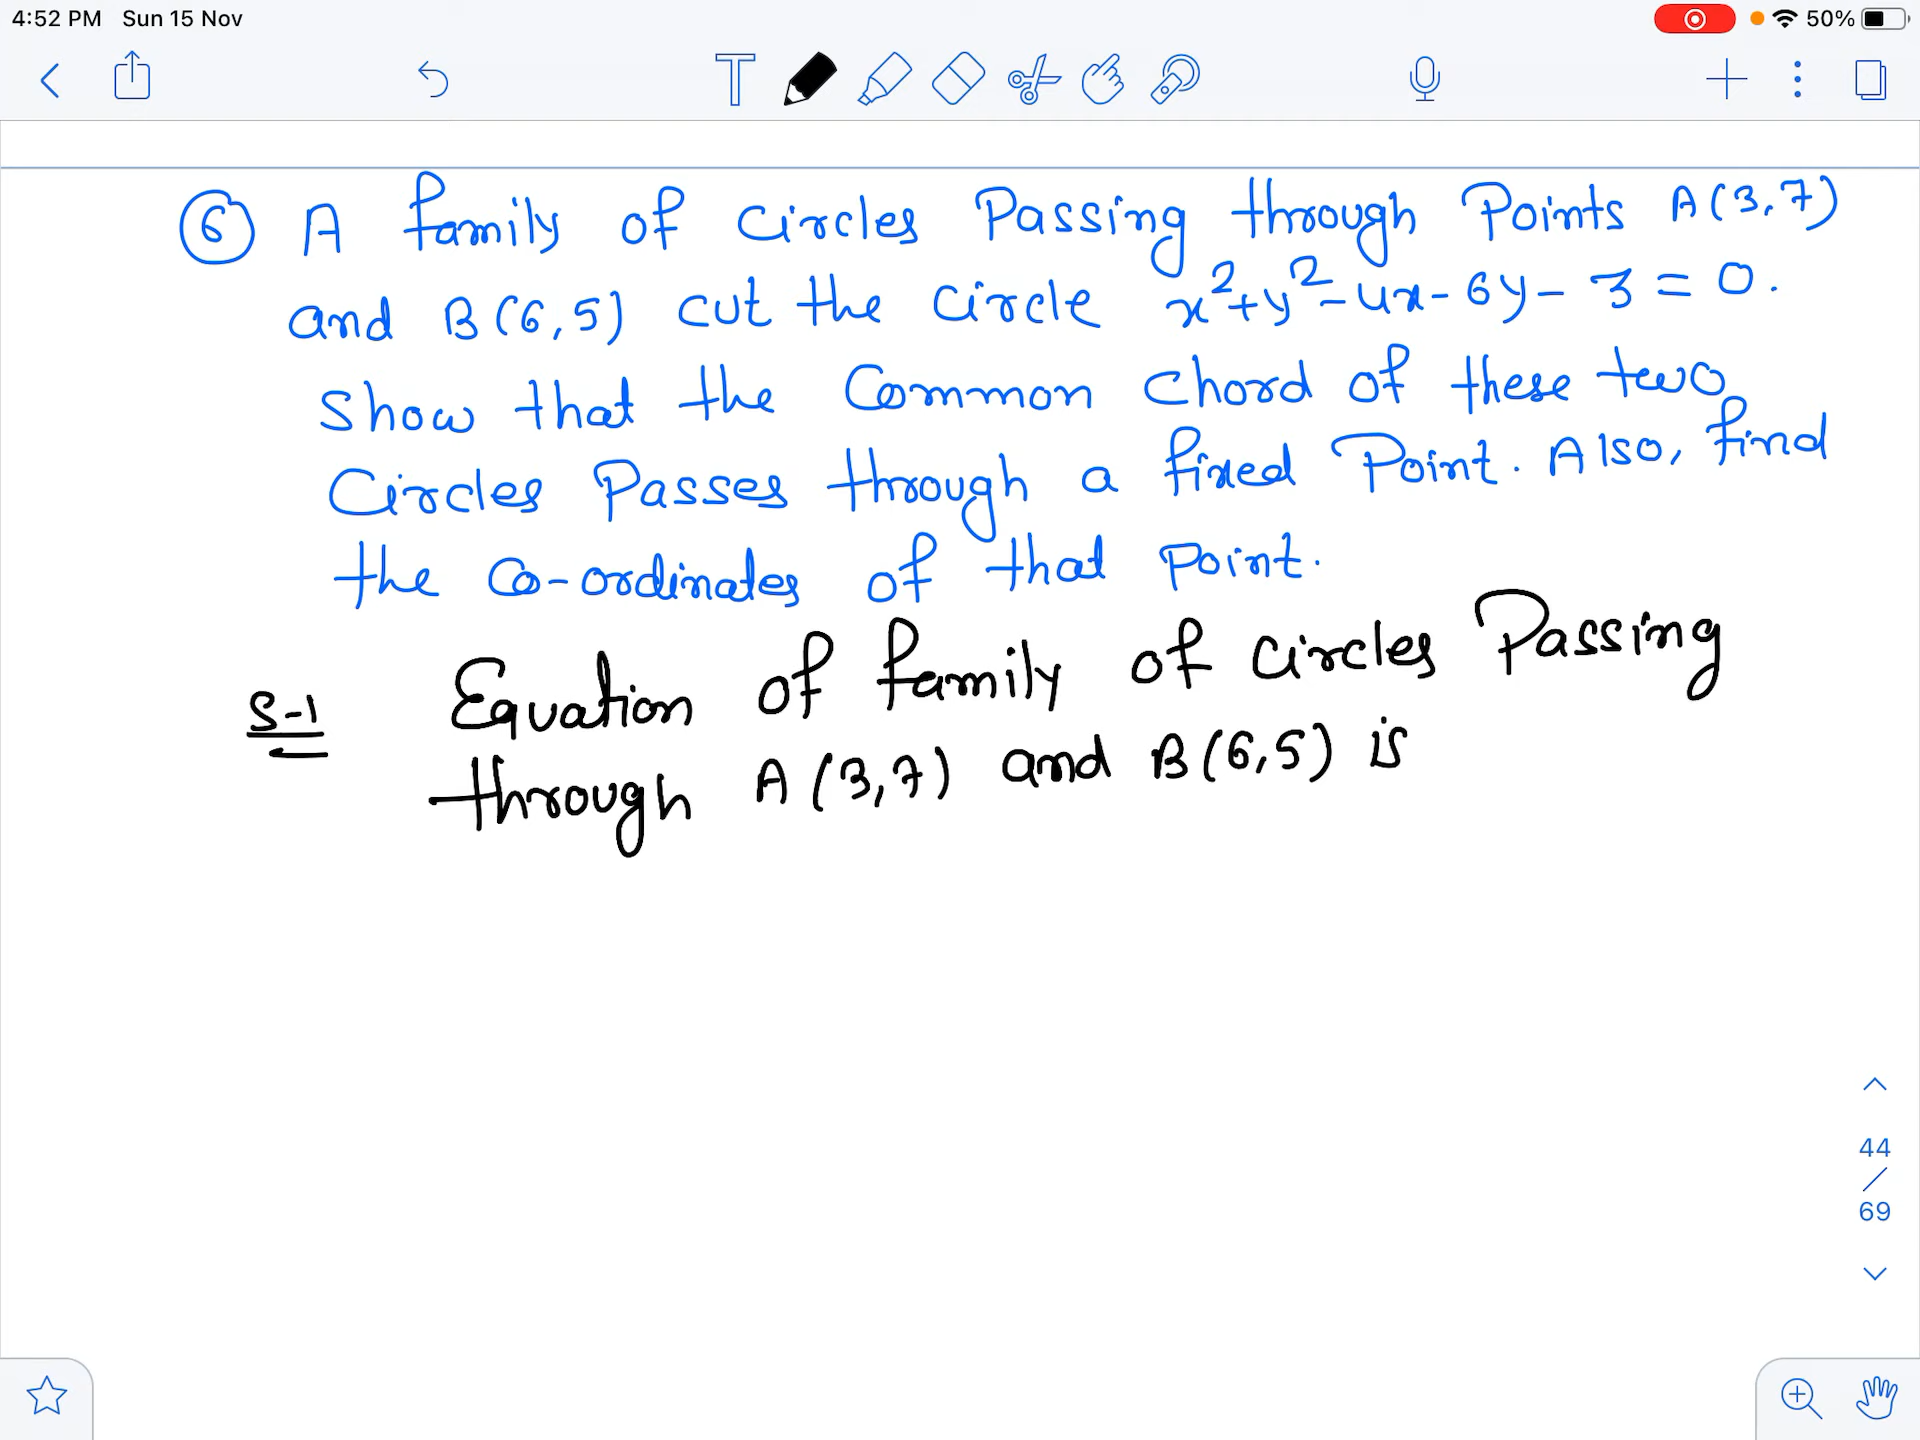 4:52 PM Sun 15 Nov
50%
T
6 A family of circles Passing through Points A(3,7)
and B(6,5) cut the circle x²+y²-4x-6y-3=0.
Show that the Common Chord of these two
Circles Passes through a fixed Point. Also, find
the Co-ordinates of that point.
S-1 Equation of family of circles Passing
through A(3,7) and B(6,5) is
44
/
69